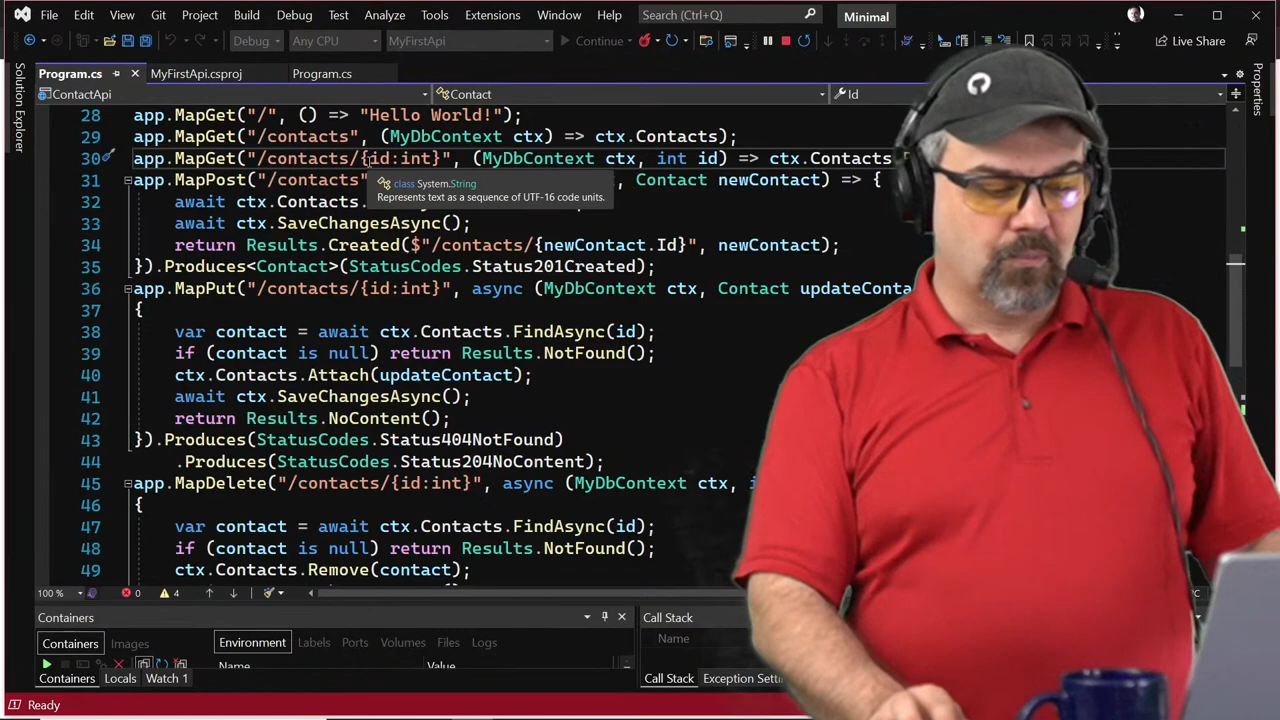 File Edit View Git Project Build Debug Test Analyze Tools Extensions Window Help Search (Ctrl+Q) Minimal
Debug Any CPU MyFirstApi Continue Live Share
Program.cs MyFirstApi.csproj Program.cs
ContactApi Contact Id
Solution Explorer
Properties
28 app.MapGet("/", () => "Hello World!");
29 app.MapGet("/contacts", (MyDbContext ctx) => ctx.Contacts);
30 app.MapGet("/contacts/{id:int}", (MyDbContext ctx, int id) => ctx.Contacts
31 app.MapPost("/contacts" , Contact newContact) => {
class System.String
Represents text as a sequence of UTF-16 code units.
32 await ctx.Contacts.
33 await ctx.SaveChangesAsync();
34 return Results.Created($"/contacts/{newContact.Id}", newContact);
35 }).Produces<Contact>(StatusCodes.Status201Created);
36 app.MapPut("/contacts/{id:int}", async (MyDbContext ctx, Contact updateConta
37 {
38 var contact = await ctx.Contacts.FindAsync(id);
39 if (contact is null) return Results.NotFound();
40 ctx.Contacts.Attach(updateContact);
41 await ctx.SaveChangesAsync();
42 return Results.NoContent();
43 }).Produces(StatusCodes.Status404NotFound)
44 .Produces(StatusCodes.Status204NoContent);
45 app.MapDelete("/contacts/{id:int}", async (MyDbContext ctx, i
46 {
47 var contact = await ctx.Contacts.FindAsync(id);
48 if (contact is null) return Results.NotFound();
49 ctx.Contacts.Remove(contact);
100 % 0 4
Containers Call Stack
Containers Images Environment Labels Ports Volumes Files Logs Name
Name Value
Containers Locals Watch 1 Call Stack Exception Setti
Ready